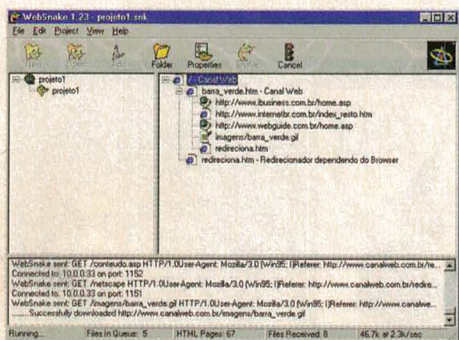 WebSnake 1.23 - projeto1.snk
File Edit Project View Help
Folder Properties Cancel
projeto1
projeto1
/ - Canal Web
barra_verde.htm - Canal Web
http://www.ibusiness.com.br/home.asp
http://www.internetbr.com.br/index_resto.htm
http://www.webguide.com.br/home.asp
imagens/barra_verde.gif
redireciona.htm
redireciona.htm - Redirecionador dependendo do Browser
WebSnake sent: GET /conteudo.asp HTTP/1.0User-Agent: Mozilla/3.0 (Win95; I)Referer: http://www.canalweb.com.br/re...
Connected to: 10.0.0.33 on port: 1152
WebSnake sent: GET /netscape HTTP/1.0User-Agent: Mozilla/3.0 (Win95; I)Referer: http://www.canalweb.com.br/redire...
Connected to: 10.0.0.33 on port: 1151
WebSnake sent: GET /imagens/barra_verde.gif HTTP/1.0User-Agent: Mozilla/3.0 (Win95; I)Referer: http://www.canalwe...
........Successfully downloaded http://www.canalweb.com.br/imagens/barra_verde.gif
Running... Files in Queue: 5 HTML Pages: 67 Files Received: 8 46.7k at 2.3k/sec